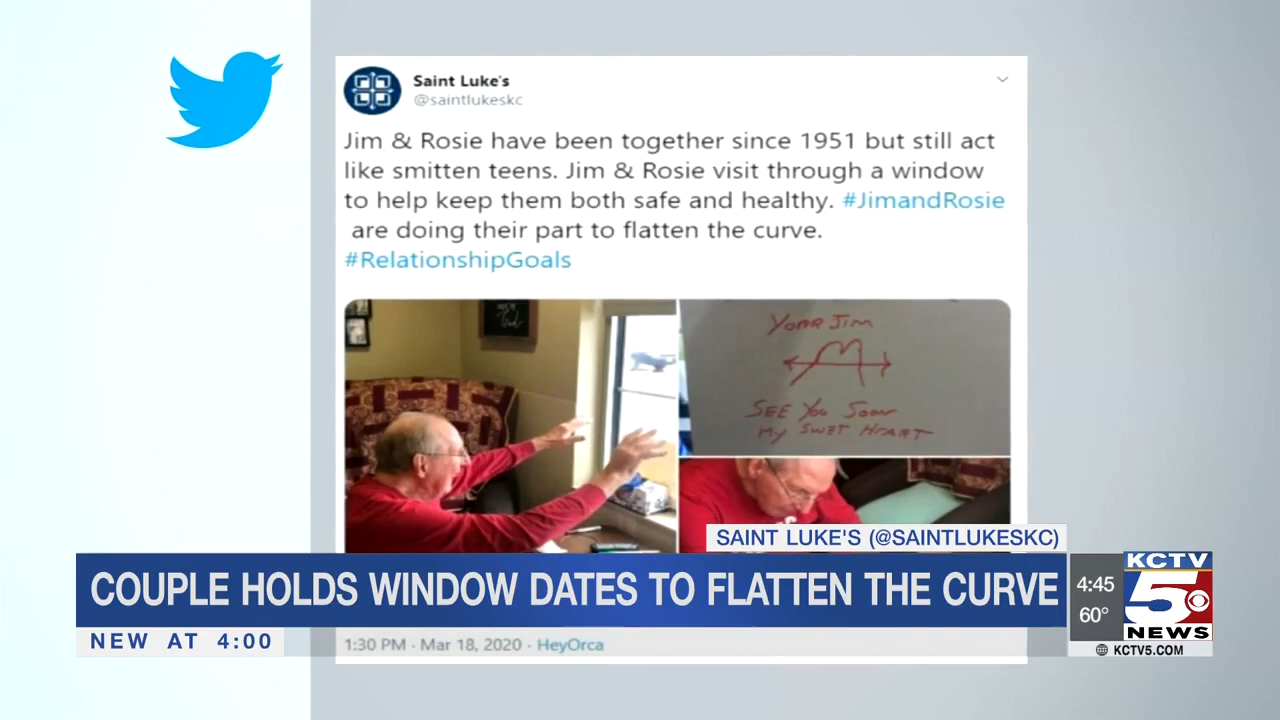 Saint Luke's
@saintlukeskc
Jim & Rosie have been together since 1951 but still act
like smitten teens. Jim & Rosie visit through a window
to help keep them both safe and healthy. #JimandRosie
are doing their part to flatten the curve.
#RelationshipGoals
YOUR JIM
SEE YOU SOON
MY SWET HEART
SAINT LUKE'S (@SAINTLUKESKC)
COUPLE HOLDS WINDOW DATES TO FLATTEN THE CURVE
4:45
60°
KCTV
5
NEWS
NEW AT 4:00
1:30 PM · Mar 18, 2020 · HeyOrca
KCTV5.COM